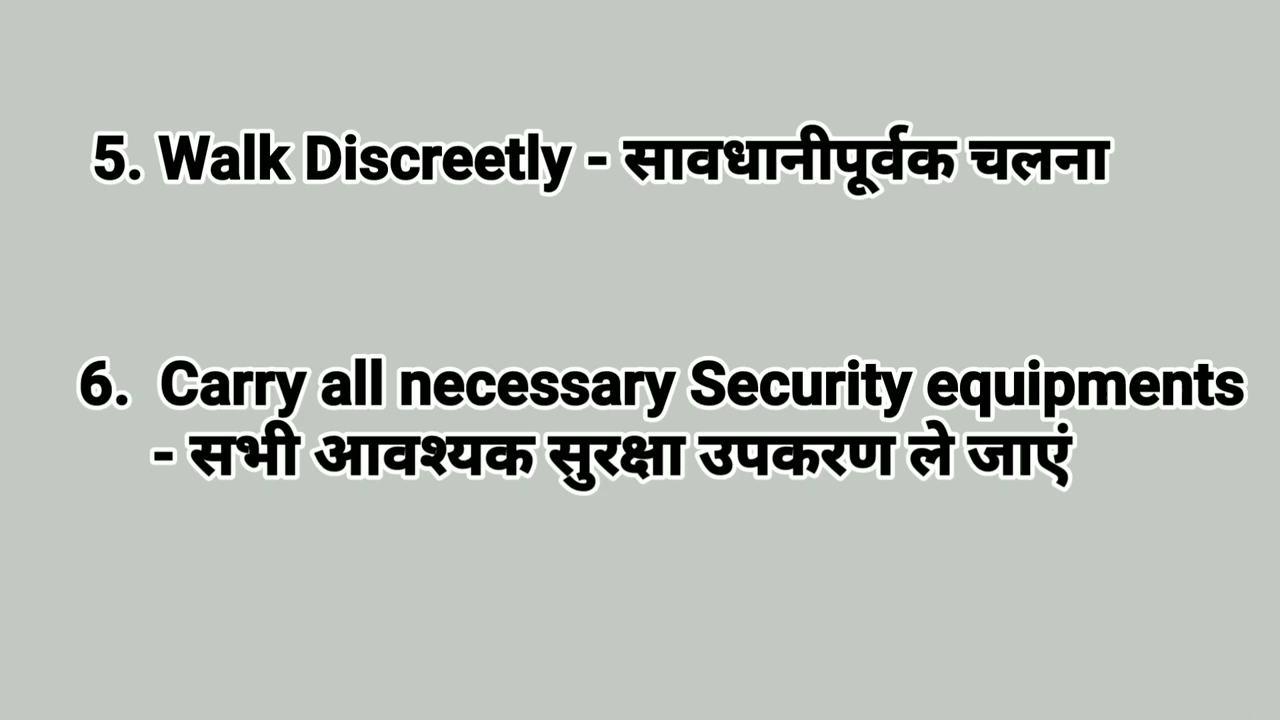 5. Walk Discreetly - सावधानीपूर्वक चलना
6. Carry all necessary Security equipments
- सभी आवश्यक सुरक्षा उपकरण ले जाएं